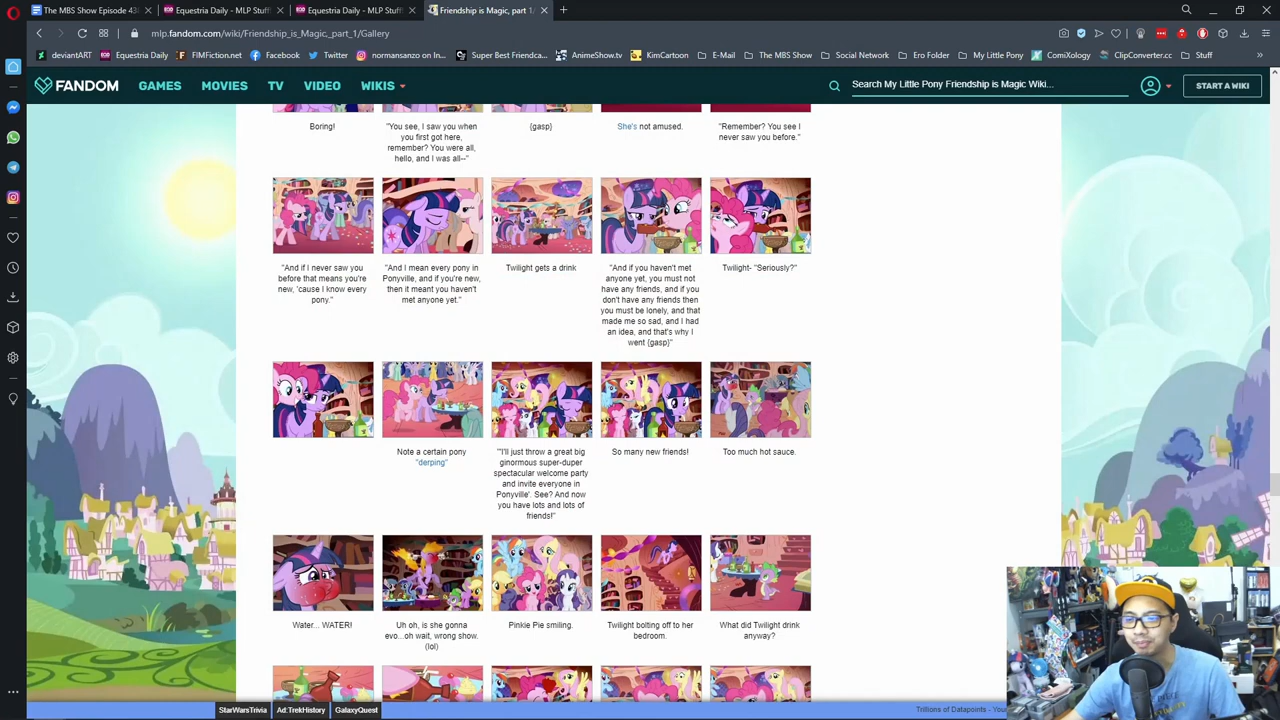 The MBS Show Episode 43
Equestria Daily - MLP Stuff
Equestria Daily - MLP Stuff
Friendship is Magic, part 1/
mlp.fandom.com/wiki/Friendship_is_Magic,_part_1/Gallery
deviantART Equestria Daily FIMFiction.net Facebook Twitter normansanzo on In... Super Best Friendca... AnimeShow.tv KimCartoon E-Mail The MBS Show Social Network Ero Folder My Little Pony ComiXology ClipConverter.cc Stuff
FANDOM GAMES MOVIES TV VIDEO WIKIS Search My Little Pony Friendship is Magic Wiki... START A WIKI
Boring!
"You see, I saw you when
you first got here,
remember? You were all,
hello, and I was all--"
{gasp}
She's not amused.
"Remember? You see I
never saw you before."
"And if I never saw you
before that means you're
new, 'cause I know every
pony."
"And I mean every pony in
Ponyville, and if you're new,
then it meant you haven't
met anyone yet."
Twilight gets a drink
"And if you haven't met
anyone yet, you must not
have any friends, and if you
don't have any friends then
you must be lonely, and that
made me so sad, and I had
an idea, and that's why I
went {gasp}"
Twilight- "Seriously?"
Note a certain pony
"derping"
"'I'll just throw a great big
ginormous super-duper
spectacular welcome party
and invite everyone in
Ponyville'. See? And now
you have lots and lots of
friends!"
So many new friends!
Too much hot sauce.
Water... WATER!
Uh oh, is she gonna
evo...oh wait, wrong show.
(lol)
Pinkie Pie smiling.
Twilight bolting off to her
bedroom.
What did Twilight drink
anyway?
StarWarsTrivia Ad:TrekHistory GalaxyQuest
Trillions of Datapoints - You